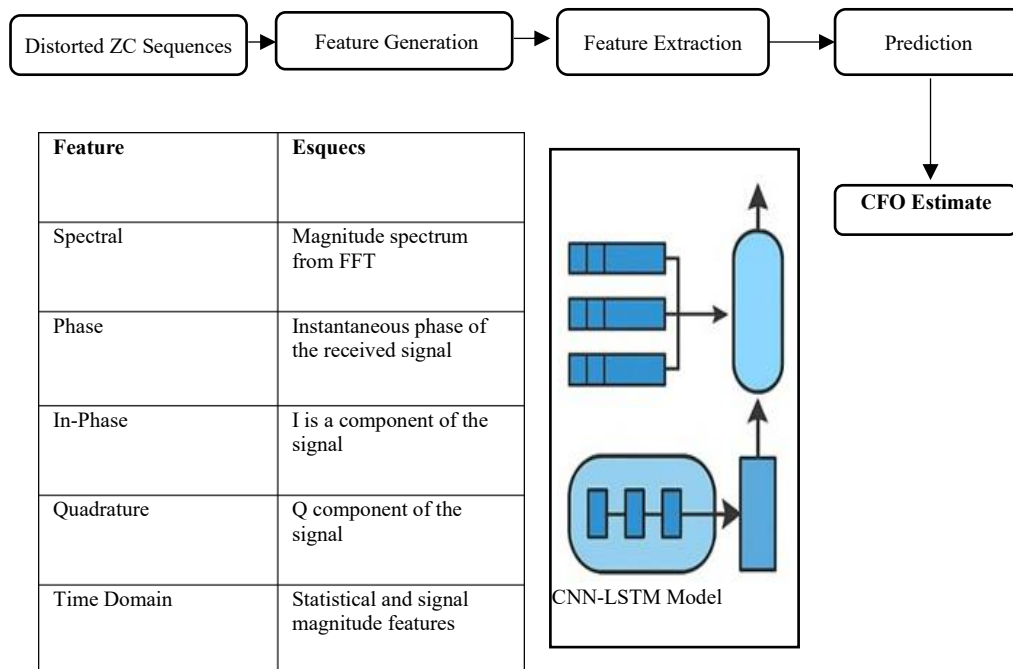 Distorted ZC Sequences
Feature Generation
Feature Extraction
Prediction
CFO Estimate
Feature
Esquecs
Spectral
Magnitude spectrum
from FFT
Phase
Instantaneous phase of
the received signal
In-Phase
I is a component of the
signal
Quadrature
Q component of the
signal
Time Domain
Statistical and signal
magnitude features
CNN-LSTM Model